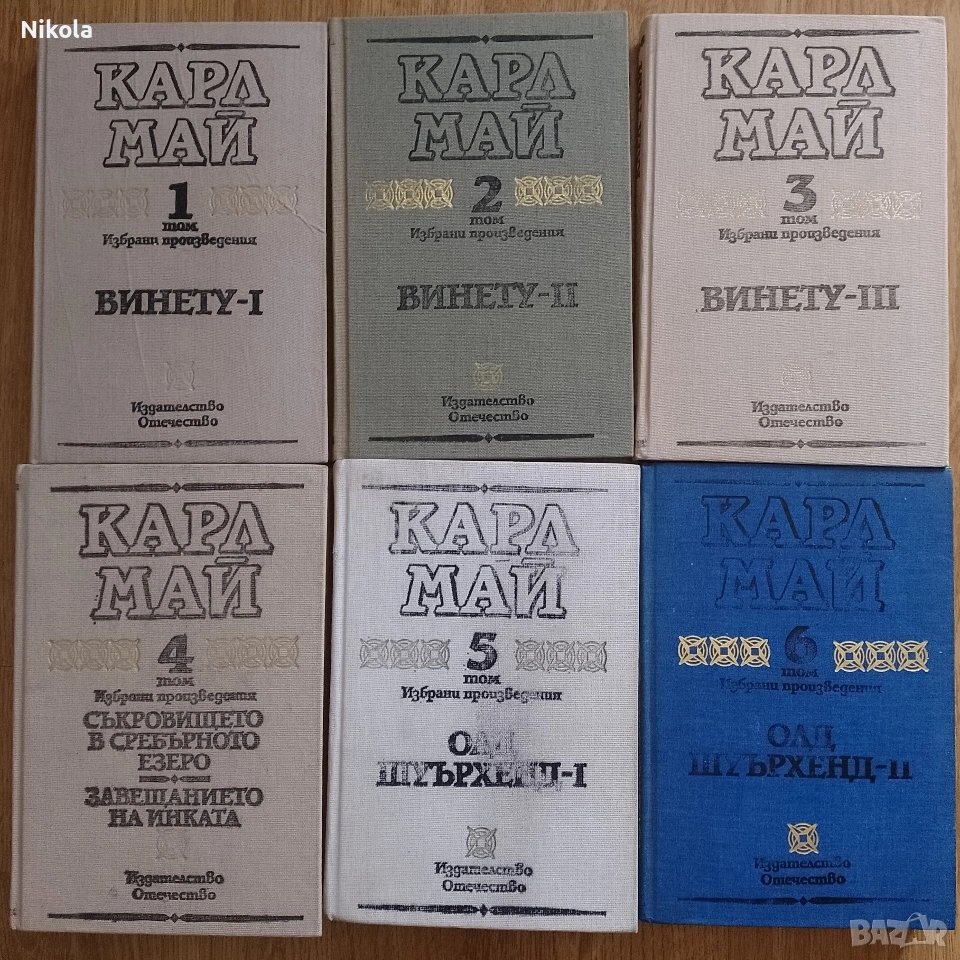 Nikola
КАРЛ
МАЙ
1
том
Избрани произведения
ВИНЕТУ-I
Издателство
Отечество
КАРЛ
МАЙ
2
том
Избрани произведения
ВИНЕТУ-II
Издателство
Отечество
КАРЛ
МАЙ
3
том
Избрани произведения
ВИНЕТУ-III
Издателство
Отечество
КАРЛ
МАЙ
4
том
Избрани произведения
СЪКРОВИЩЕТО
В СРЕБЪРНОТО
ЕЗЕРО
ЗАВЕЩАНИЕТО
НА ИНКАТА
Издателство
Отечество
КАРЛ
МАЙ
5
том
Избрани произведения
ОЛД
ШУЪРХЕНД-I
Издателство
Отечество
КАРЛ
МАЙ
6
том
Избрани произведения
ОЛД
ШУЪРХЕНД-II
Издателство
Отечество
BAZAR